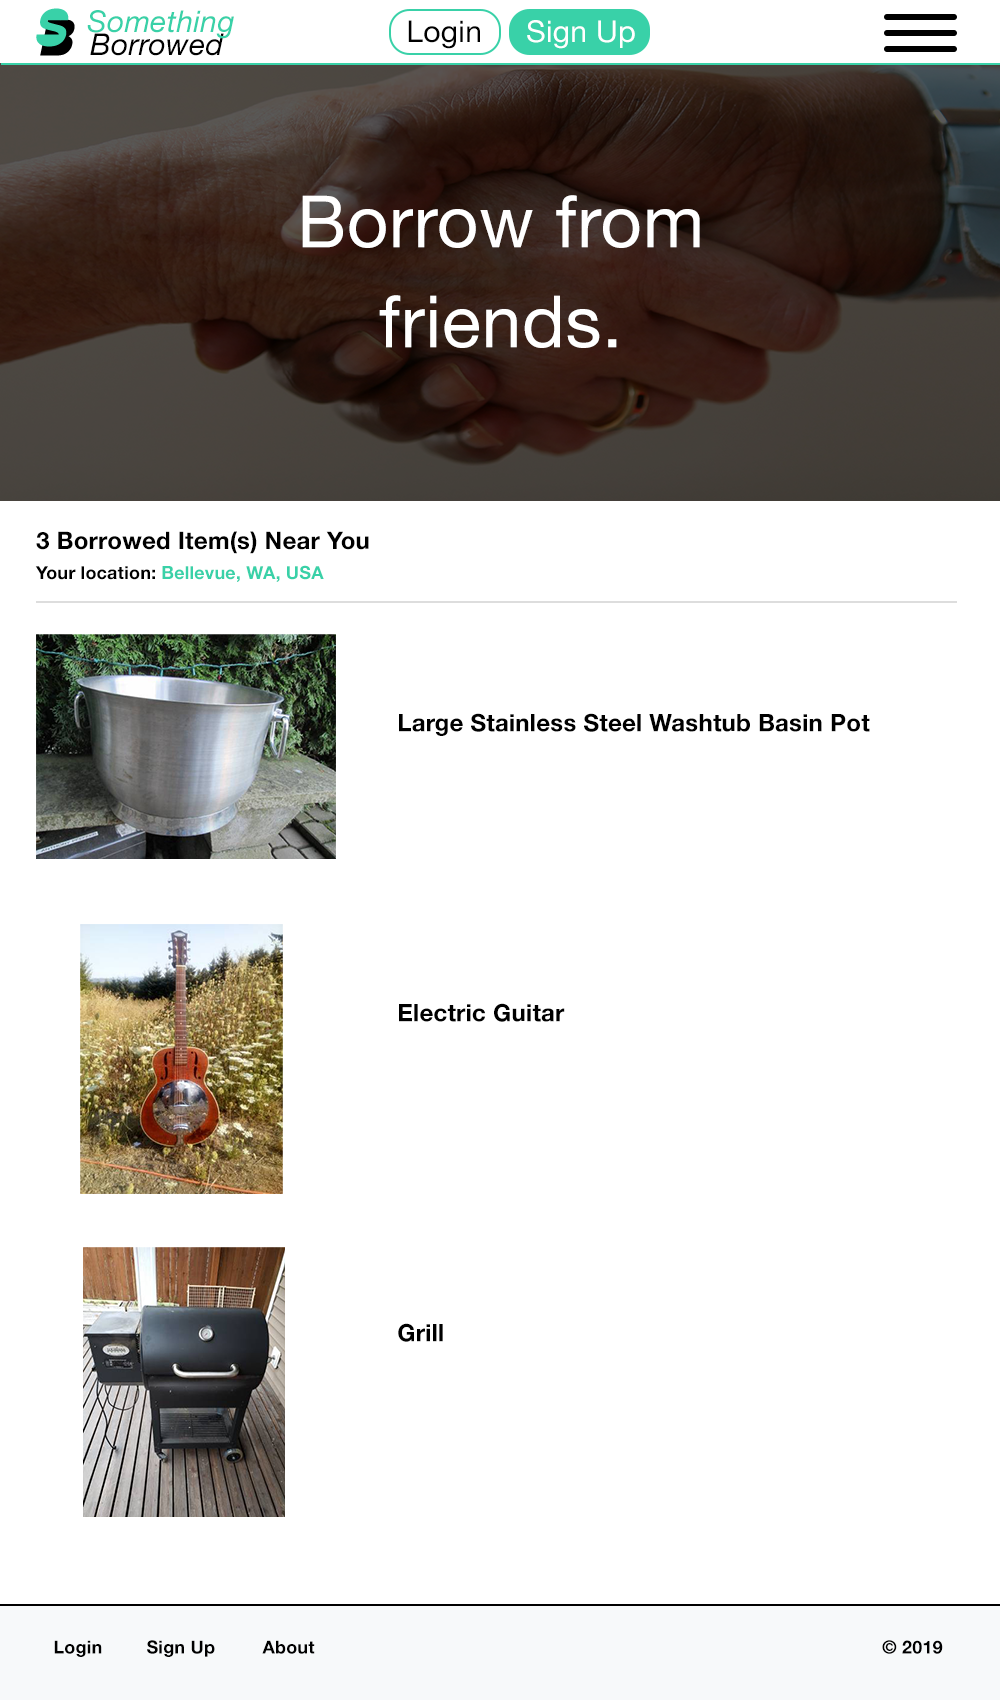 Something
Borrowed
Login
Sign Up
Borrow from
friends.
3 Borrowed Item(s) Near You
Your location: Bellevue, WA, USA
Large Stainless Steel Washtub Basin Pot
Electric Guitar
Grill
Login
Sign Up
About
© 2019